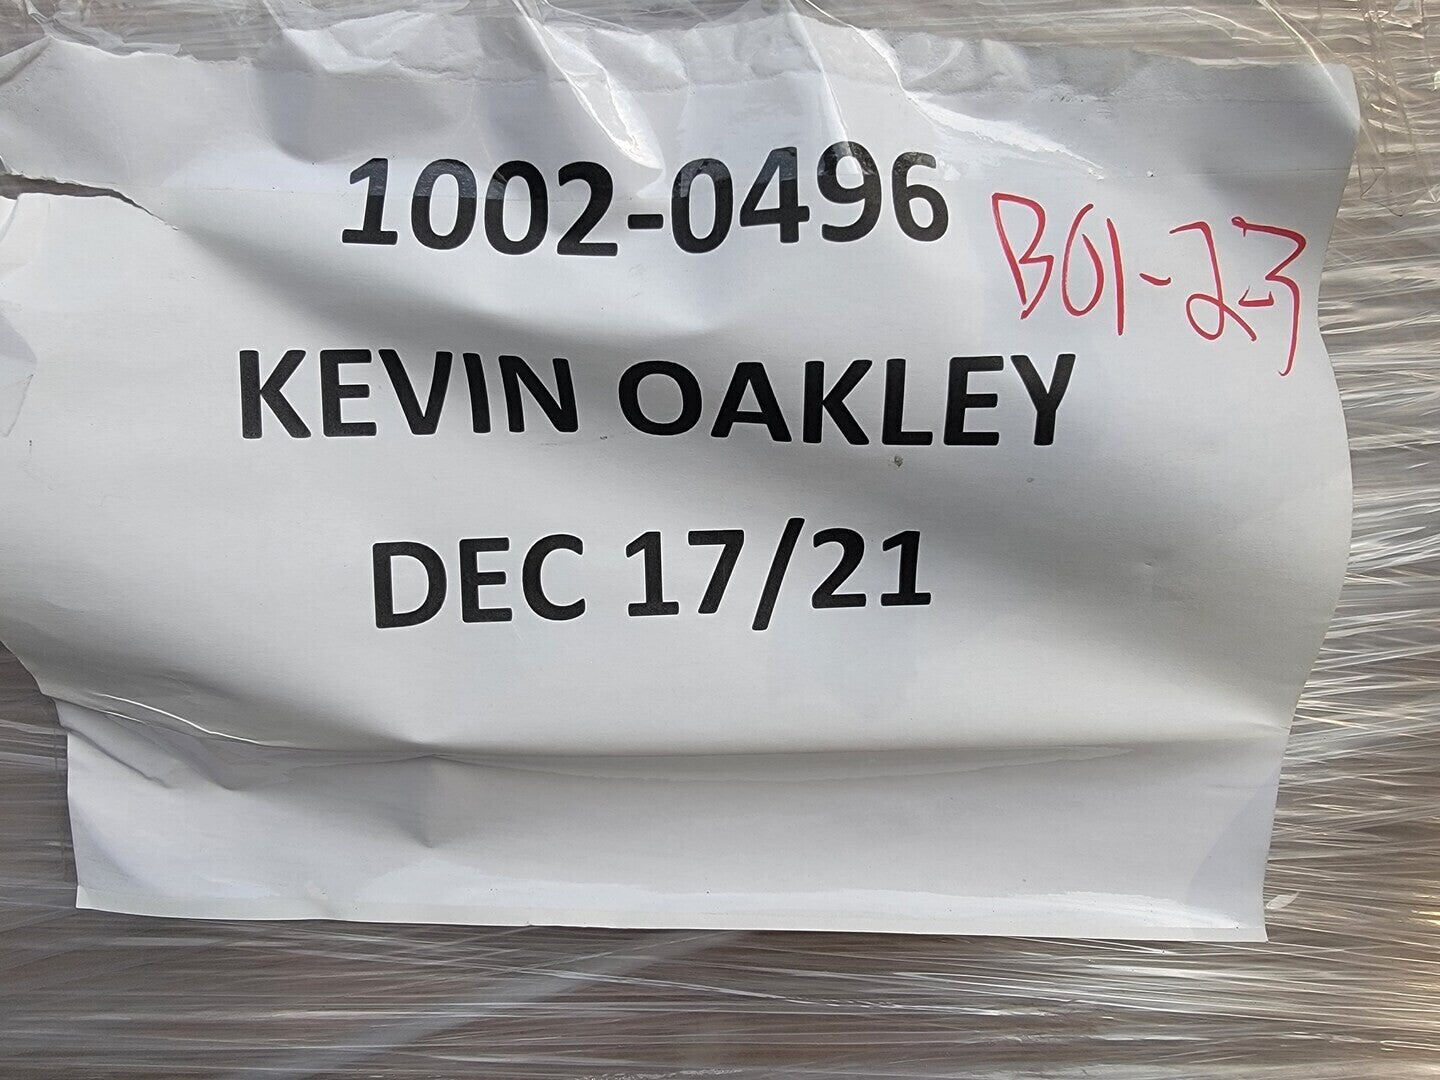 1002-0496
B01-23
KEVIN OAKLEY
DEC 17/21